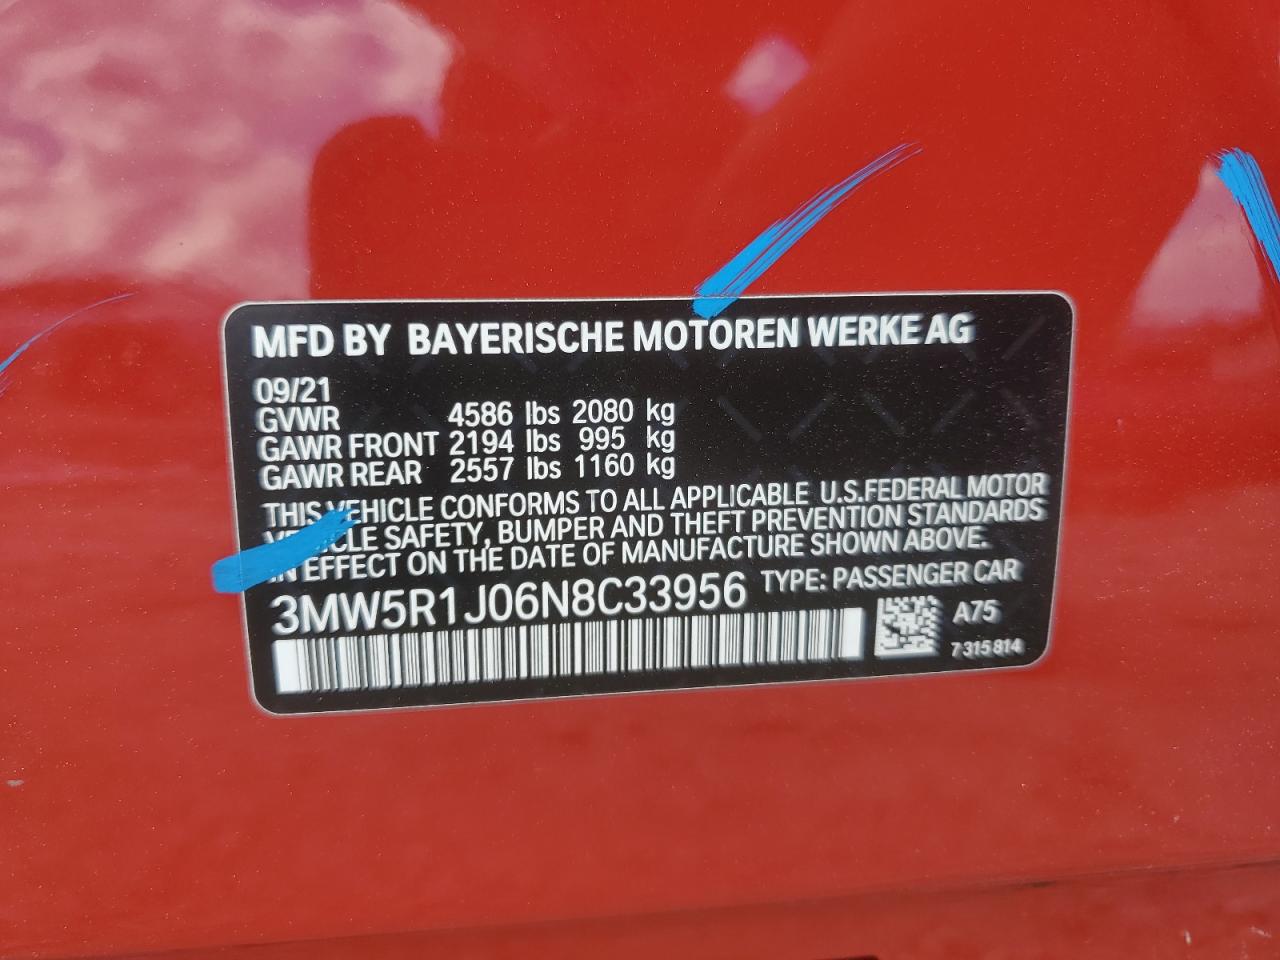 MFD BY BAYERISCHE MOTOREN WERKE AG
09/21
GVWR 4586 lbs 2080 kg
GAWR FRONT 2194 lbs 995 kg
GAWR REAR 2557 lbs 1160 kg
THIS VEHICLE CONFORMS TO ALL APPLICABLE U.S.FEDERAL MOTOR
VEHICLE SAFETY, BUMPER AND THEFT PREVENTION STANDARDS
IN EFFECT ON THE DATE OF MANUFACTURE SHOWN ABOVE.
3MW5R1J06N8C33956 TYPE: PASSENGER CAR
A75
7 315 814